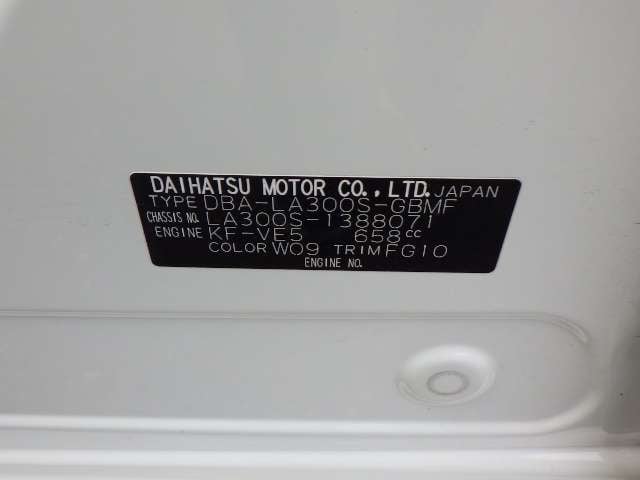 DAIHATSU MOTOR CO., LTD. JAPAN
TYPE DBA-LA300S-GBMF
CHASSIS NO. LA300S-1388071
ENGINE KF-VE5 658cc
COLOR W09 TRIM FG10
ENGINE NO.